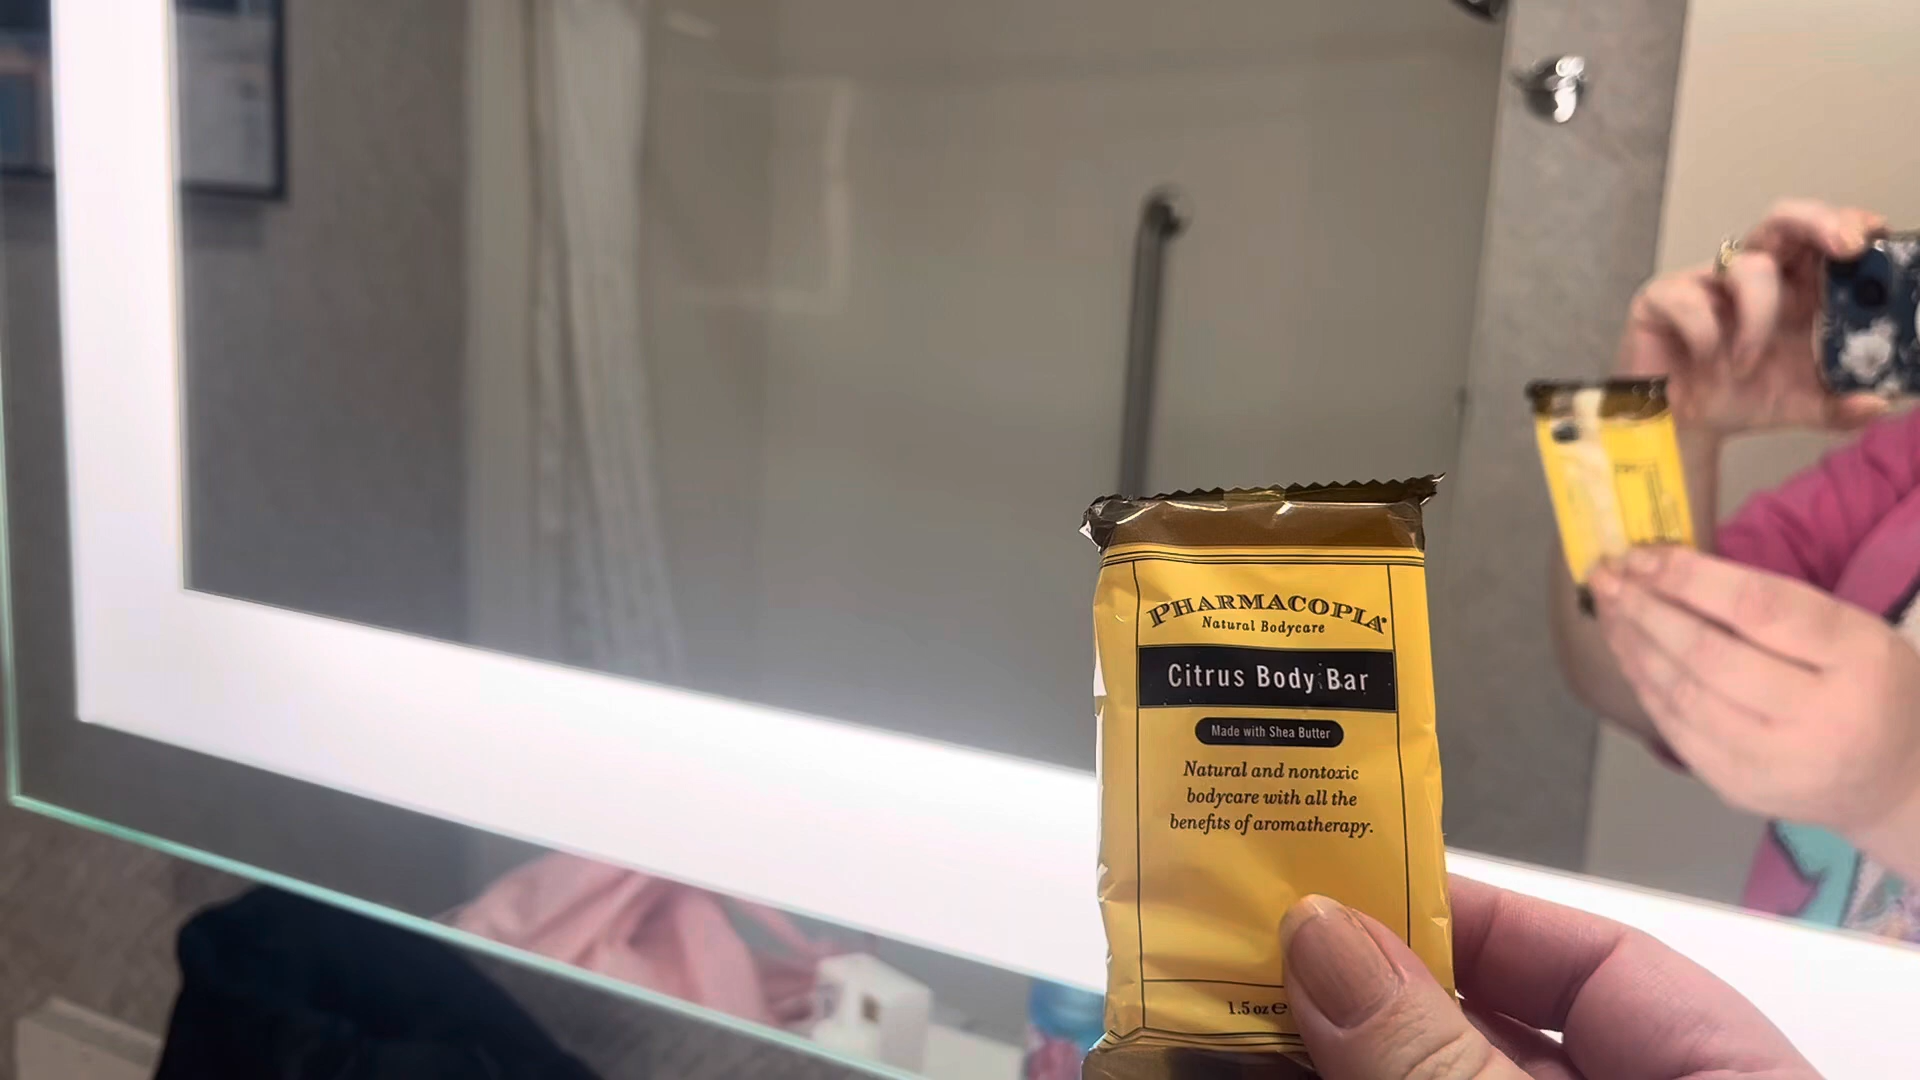 PHARMACOPIA
Natural Bodycare
Citrus Body Bar
Made with Shea Butter
Natural and nontoxic
bodycare with all the
benefits of aromatherapy.
1.5 oz ℮